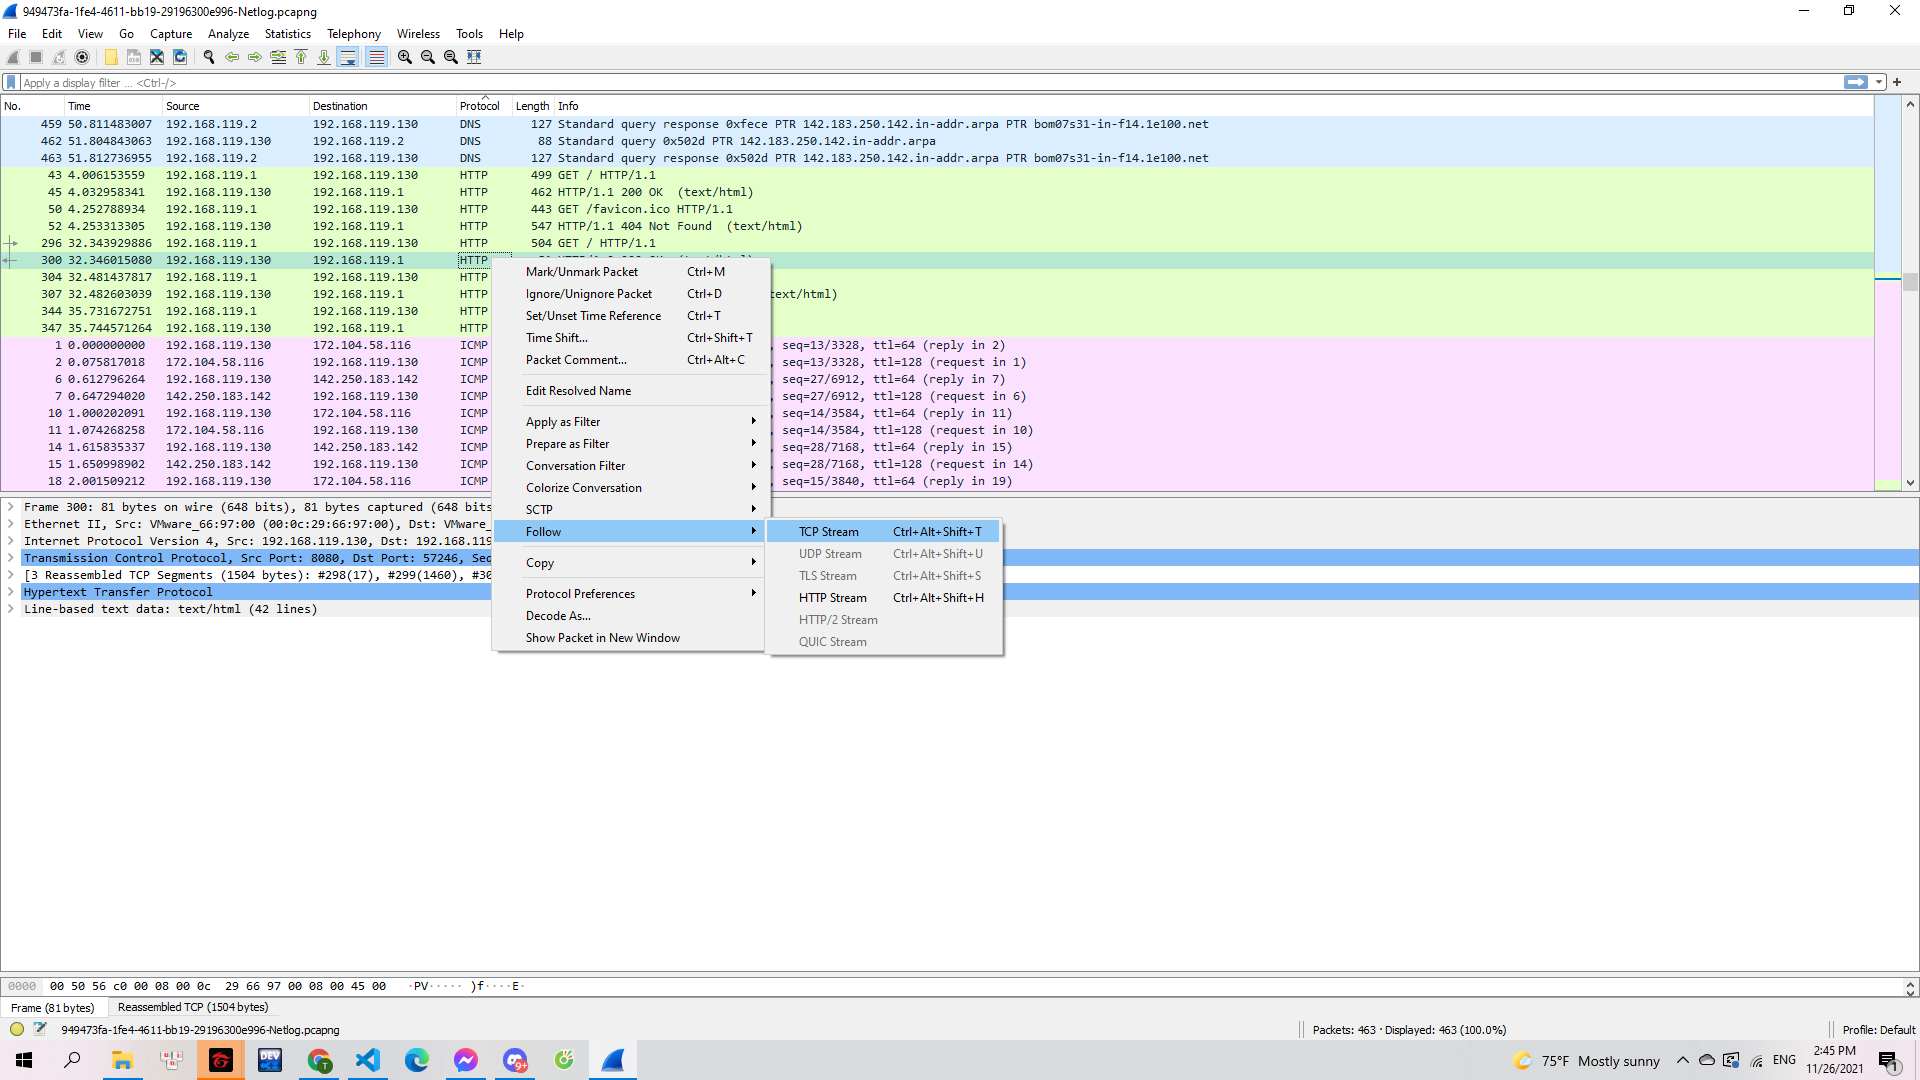 949473fa-1fe4-4611-bb19-29196300e996-Netlog.pcapng
File Edit View Go Capture Analyze Statistics Telephony Wireless Tools Help
Apply a display filter ... <Ctrl-/>
No. Time Source Destination Protocol Length Info
459 50.811483007 192.168.119.2 192.168.119.130 DNS 127 Standard query response 0xfece PTR 142.183.250.142.in-addr.arpa PTR bom07s31-in-f14.1e100.net
462 51.804843063 192.168.119.130 192.168.119.2 DNS 88 Standard query 0x502d PTR 142.183.250.142.in-addr.arpa
463 51.812736955 192.168.119.2 192.168.119.130 DNS 127 Standard query response 0x502d PTR 142.183.250.142.in-addr.arpa PTR bom07s31-in-f14.1e100.net
43 4.006153559 192.168.119.1 192.168.119.130 HTTP 499 GET / HTTP/1.1
45 4.032958341 192.168.119.130 192.168.119.1 HTTP 462 HTTP/1.1 200 OK (text/html)
50 4.252788934 192.168.119.1 192.168.119.130 HTTP 443 GET /favicon.ico HTTP/1.1
52 4.253313305 192.168.119.130 192.168.119.1 HTTP 547 HTTP/1.1 404 Not Found (text/html)
296 32.343929886 192.168.119.1 192.168.119.130 HTTP 504 GET / HTTP/1.1
300 32.346015080 192.168.119.130 192.168.119.1 HTTP
304 32.481437817 192.168.119.1 192.168.119.130 HTTP
307 32.482603039 192.168.119.130 192.168.119.1 HTTP text/html)
344 35.731672751 192.168.119.1 192.168.119.130 HTTP
347 35.744571264 192.168.119.130 192.168.119.1 HTTP
1 0.000000000 192.168.119.130 172.104.58.116 ICMP , seq=13/3328, ttl=64 (reply in 2)
2 0.075817018 172.104.58.116 192.168.119.130 ICMP , seq=13/3328, ttl=128 (request in 1)
6 0.612796264 192.168.119.130 142.250.183.142 ICMP , seq=27/6912, ttl=64 (reply in 7)
7 0.647294020 142.250.183.142 192.168.119.130 ICMP , seq=27/6912, ttl=128 (request in 6)
10 1.000202091 192.168.119.130 172.104.58.116 ICMP , seq=14/3584, ttl=64 (reply in 11)
11 1.074268258 172.104.58.116 192.168.119.130 ICMP , seq=14/3584, ttl=128 (request in 10)
14 1.615835337 192.168.119.130 142.250.183.142 ICMP , seq=28/7168, ttl=64 (reply in 15)
15 1.650998902 142.250.183.142 192.168.119.130 ICMP , seq=28/7168, ttl=128 (request in 14)
18 2.001509212 192.168.119.130 172.104.58.116 ICMP , seq=15/3840, ttl=64 (reply in 19)
Mark/Unmark Packet Ctrl+M
Ignore/Unignore Packet Ctrl+D
Set/Unset Time Reference Ctrl+T
Time Shift... Ctrl+Shift+T
Packet Comment... Ctrl+Alt+C
Edit Resolved Name
Apply as Filter
Prepare as Filter
Conversation Filter
Colorize Conversation
SCTP
Follow
Copy
Protocol Preferences
Decode As...
Show Packet in New Window
TCP Stream Ctrl+Alt+Shift+T
UDP Stream Ctrl+Alt+Shift+U
TLS Stream Ctrl+Alt+Shift+S
HTTP Stream Ctrl+Alt+Shift+H
HTTP/2 Stream
QUIC Stream
Frame 300: 81 bytes on wire (648 bits), 81 bytes captured (648 bits
Ethernet II, Src: VMware_66:97:00 (00:0c:29:66:97:00), Dst: VMware_
Internet Protocol Version 4, Src: 192.168.119.130, Dst: 192.168.119
Transmission Control Protocol, Src Port: 8080, Dst Port: 57246, Seq
[3 Reassembled TCP Segments (1504 bytes): #298(17), #299(1460), #30
Hypertext Transfer Protocol
Line-based text data: text/html (42 lines)
0000 00 50 56 c0 00 08 00 0c 29 66 97 00 08 00 45 00 ·PV····· )f····E·
Frame (81 bytes) Reassembled TCP (1504 bytes)
949473fa-1fe4-4611-bb19-29196300e996-Netlog.pcapng Packets: 463 · Displayed: 463 (100.0%) Profile: Default
DEV 9+ 75°F Mostly sunny ENG 2:45 PM
11/26/2021 1